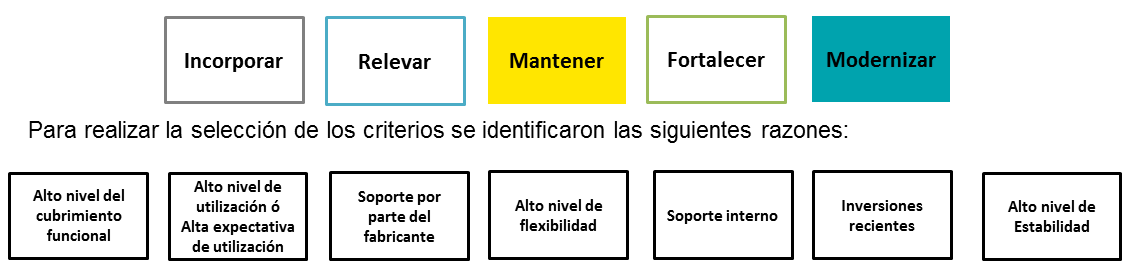 Incorporar
Relevar
Mantener
Fortalecer
Modernizar
Para realizar la selección de los criterios se identificaron las siguientes razones:
Alto nivel del
cubrimiento
funcional
Alto nivel de
utilización ó
Alta expectativa
de utilización
Soporte por
parte del
fabricante
Alto nivel de
flexibilidad
Soporte interno
Inversiones
recientes
Alto nivel de
Estabilidad